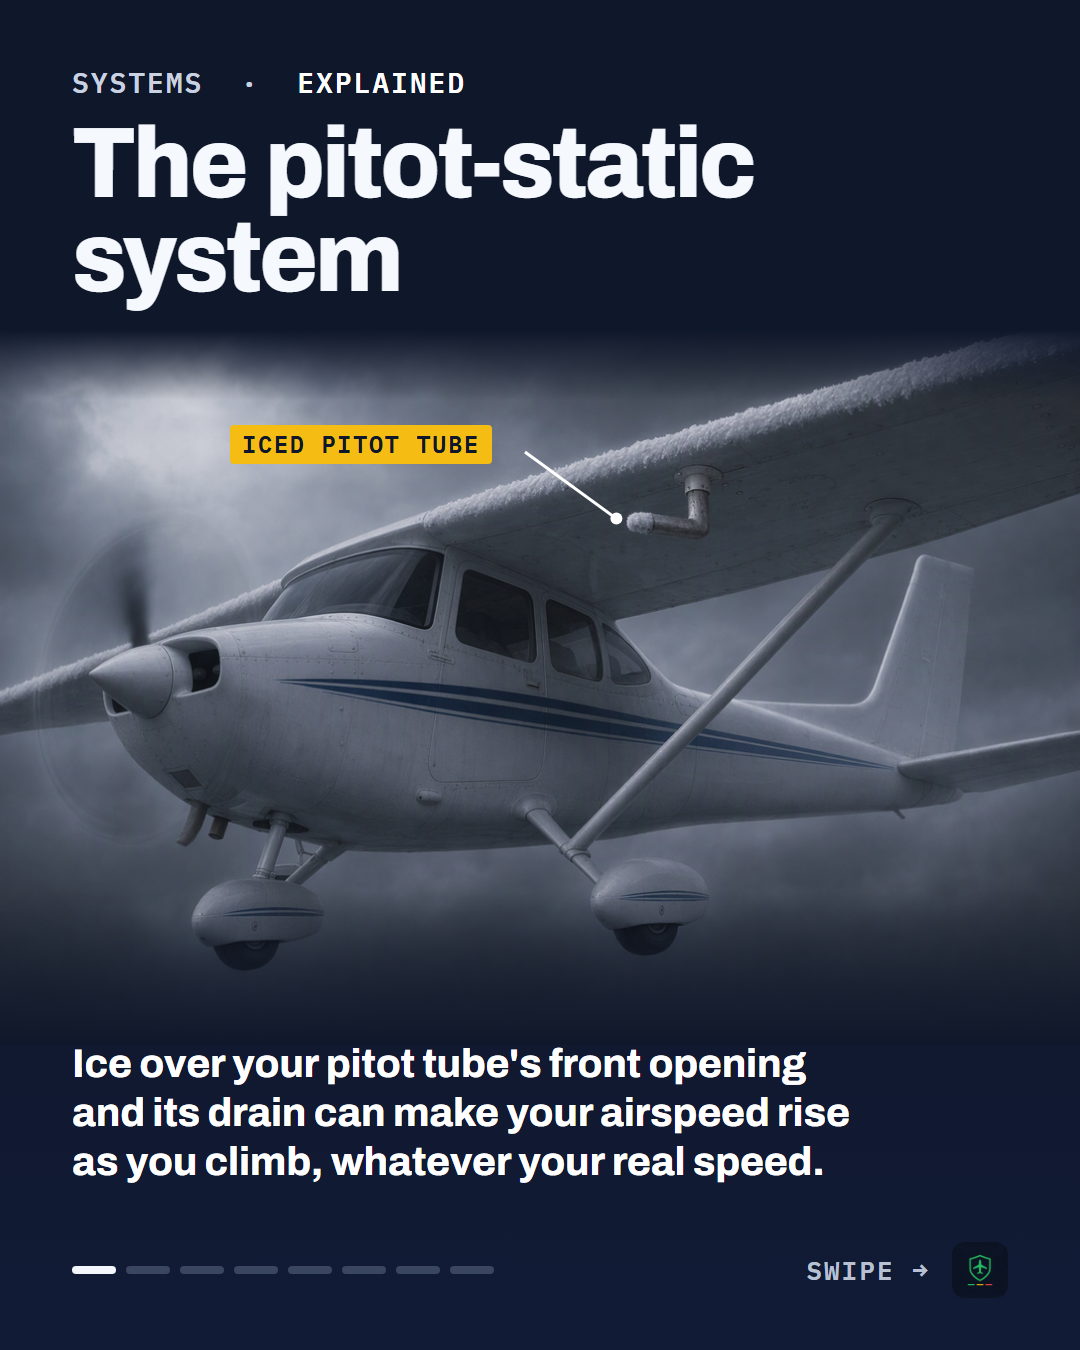 SYSTEMS · EXPLAINED
The pitot-static
system
ICED PITOT TUBE
Ice over your pitot tube's front opening
and its drain can make your airspeed rise
as you climb, whatever your real speed.
SWIPE →